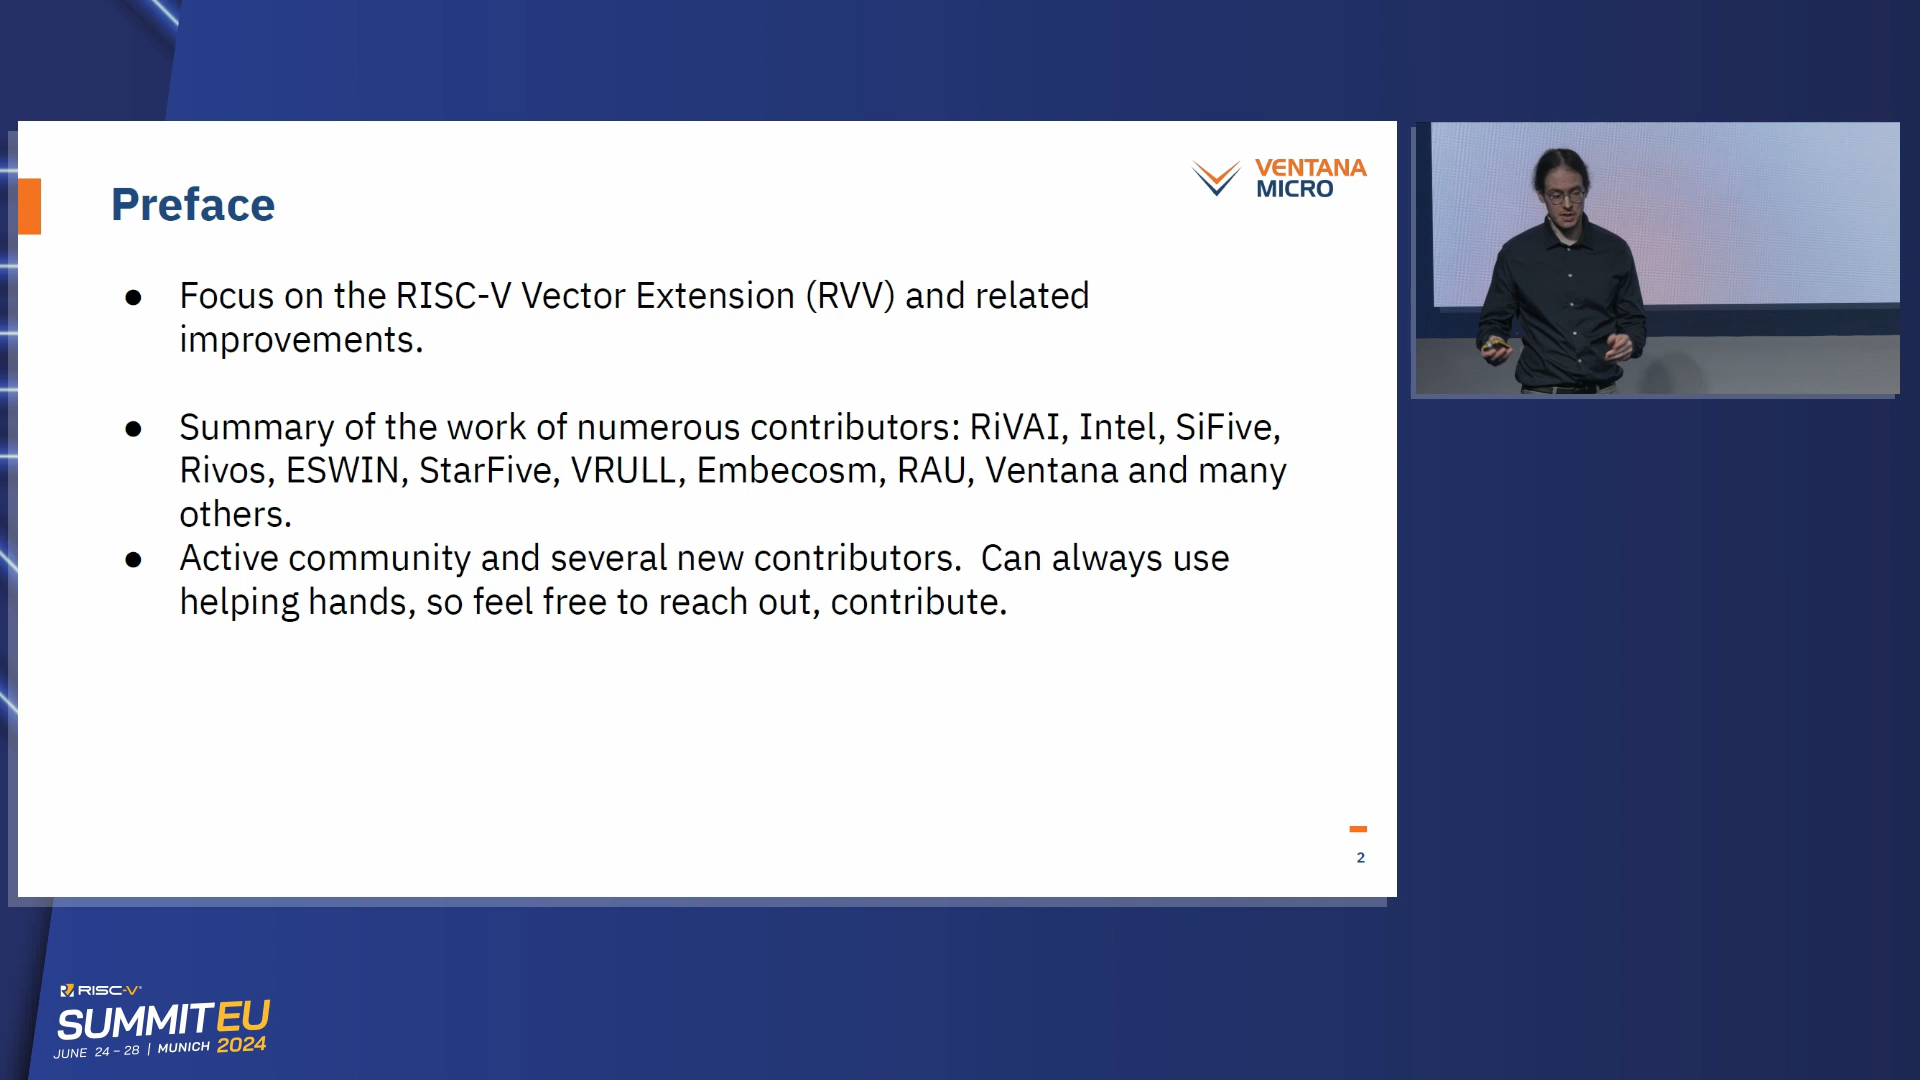 VENTANA
MICRO
Preface
● Focus on the RISC-V Vector Extension (RVV) and related
improvements.
● Summary of the work of numerous contributors: RiVAI, Intel, SiFive,
Rivos, ESWIN, StarFive, VRULL, Embecosm, RAU, Ventana and many
others.
● Active community and several new contributors.  Can always use
helping hands, so feel free to reach out, contribute.
2
RISC-V®
SUMMIT EU
JUNE 24 – 28 | MUNICH 2024